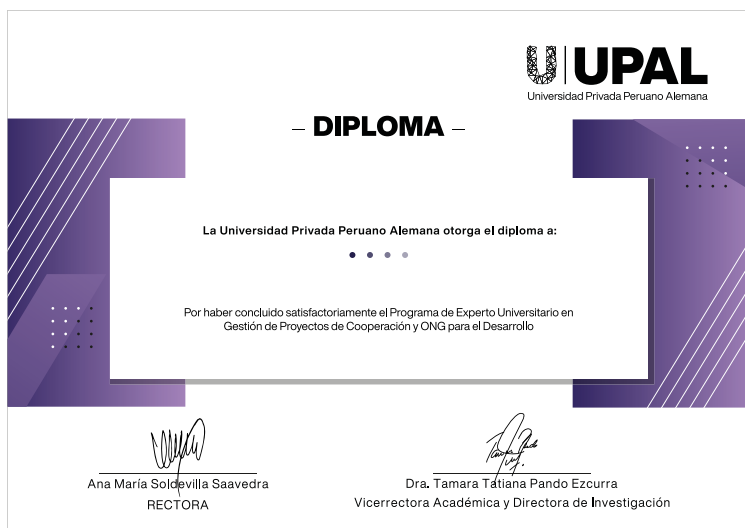 UPAL
Universidad Privada Peruano Alemana
– DIPLOMA –
La Universidad Privada Peruano Alemana otorga el diploma a:
Por haber concluido satisfactoriamente el Programa de Experto Universitario en
Gestión de Proyectos de Cooperación y ONG para el Desarrollo
Ana María Soldevilla Saavedra
RECTORA
Dra. Tamara Tatiana Pando Ezcurra
Vicerrectora Académica y Directora de Investigación